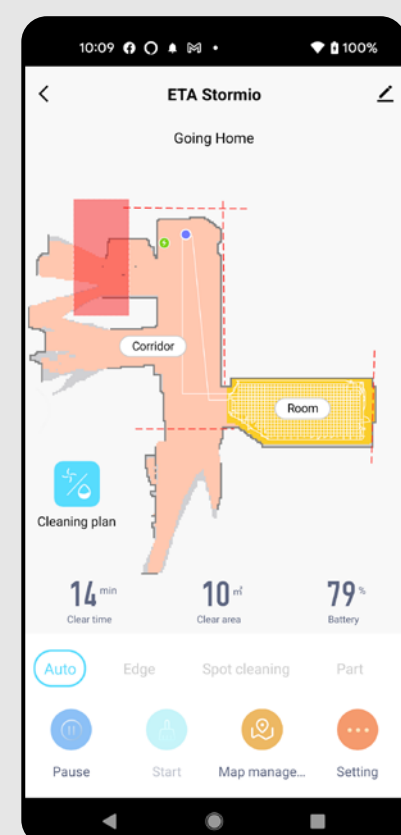 10:09
100%
ETA Stormio
Going Home
Corridor
Room
Cleaning plan
14 min
10 ㎡
79 %
Clear time
Clear area
Battery
Auto
Edge
Spot cleaning
Part
Pause
Start
Map manage...
Setting